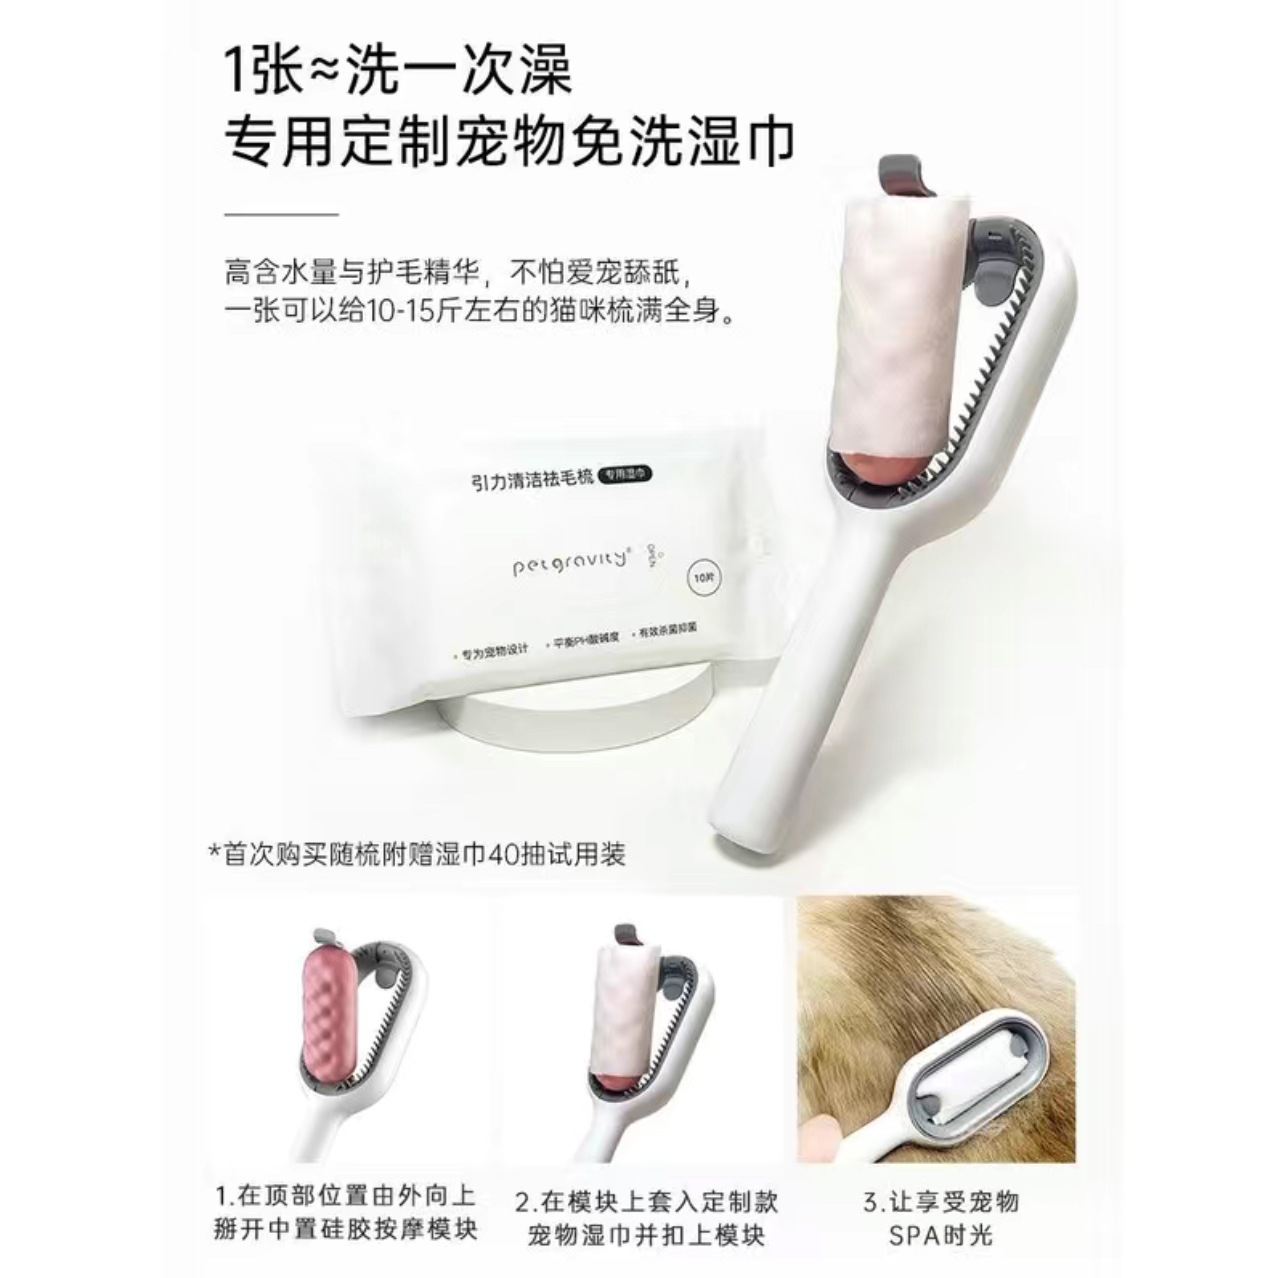 1张≈洗一次澡
专用定制宠物免洗湿巾
高含水量与护毛精华，不怕爱宠舔舐，
一张可以给10-15斤左右的猫咪梳满全身。
引力清洁祛毛梳 专用湿巾
petgravity®
OPEN
10片
• 专为宠物设计 • 平衡PH酸碱度 • 有效杀菌抑菌
*首次购买随梳附赠湿巾40抽试用装
1.在顶部位置由外向上
掰开中置硅胶按摩模块
2.在模块上套入定制款
宠物湿巾并扣上模块
3.让享受宠物
SPA时光